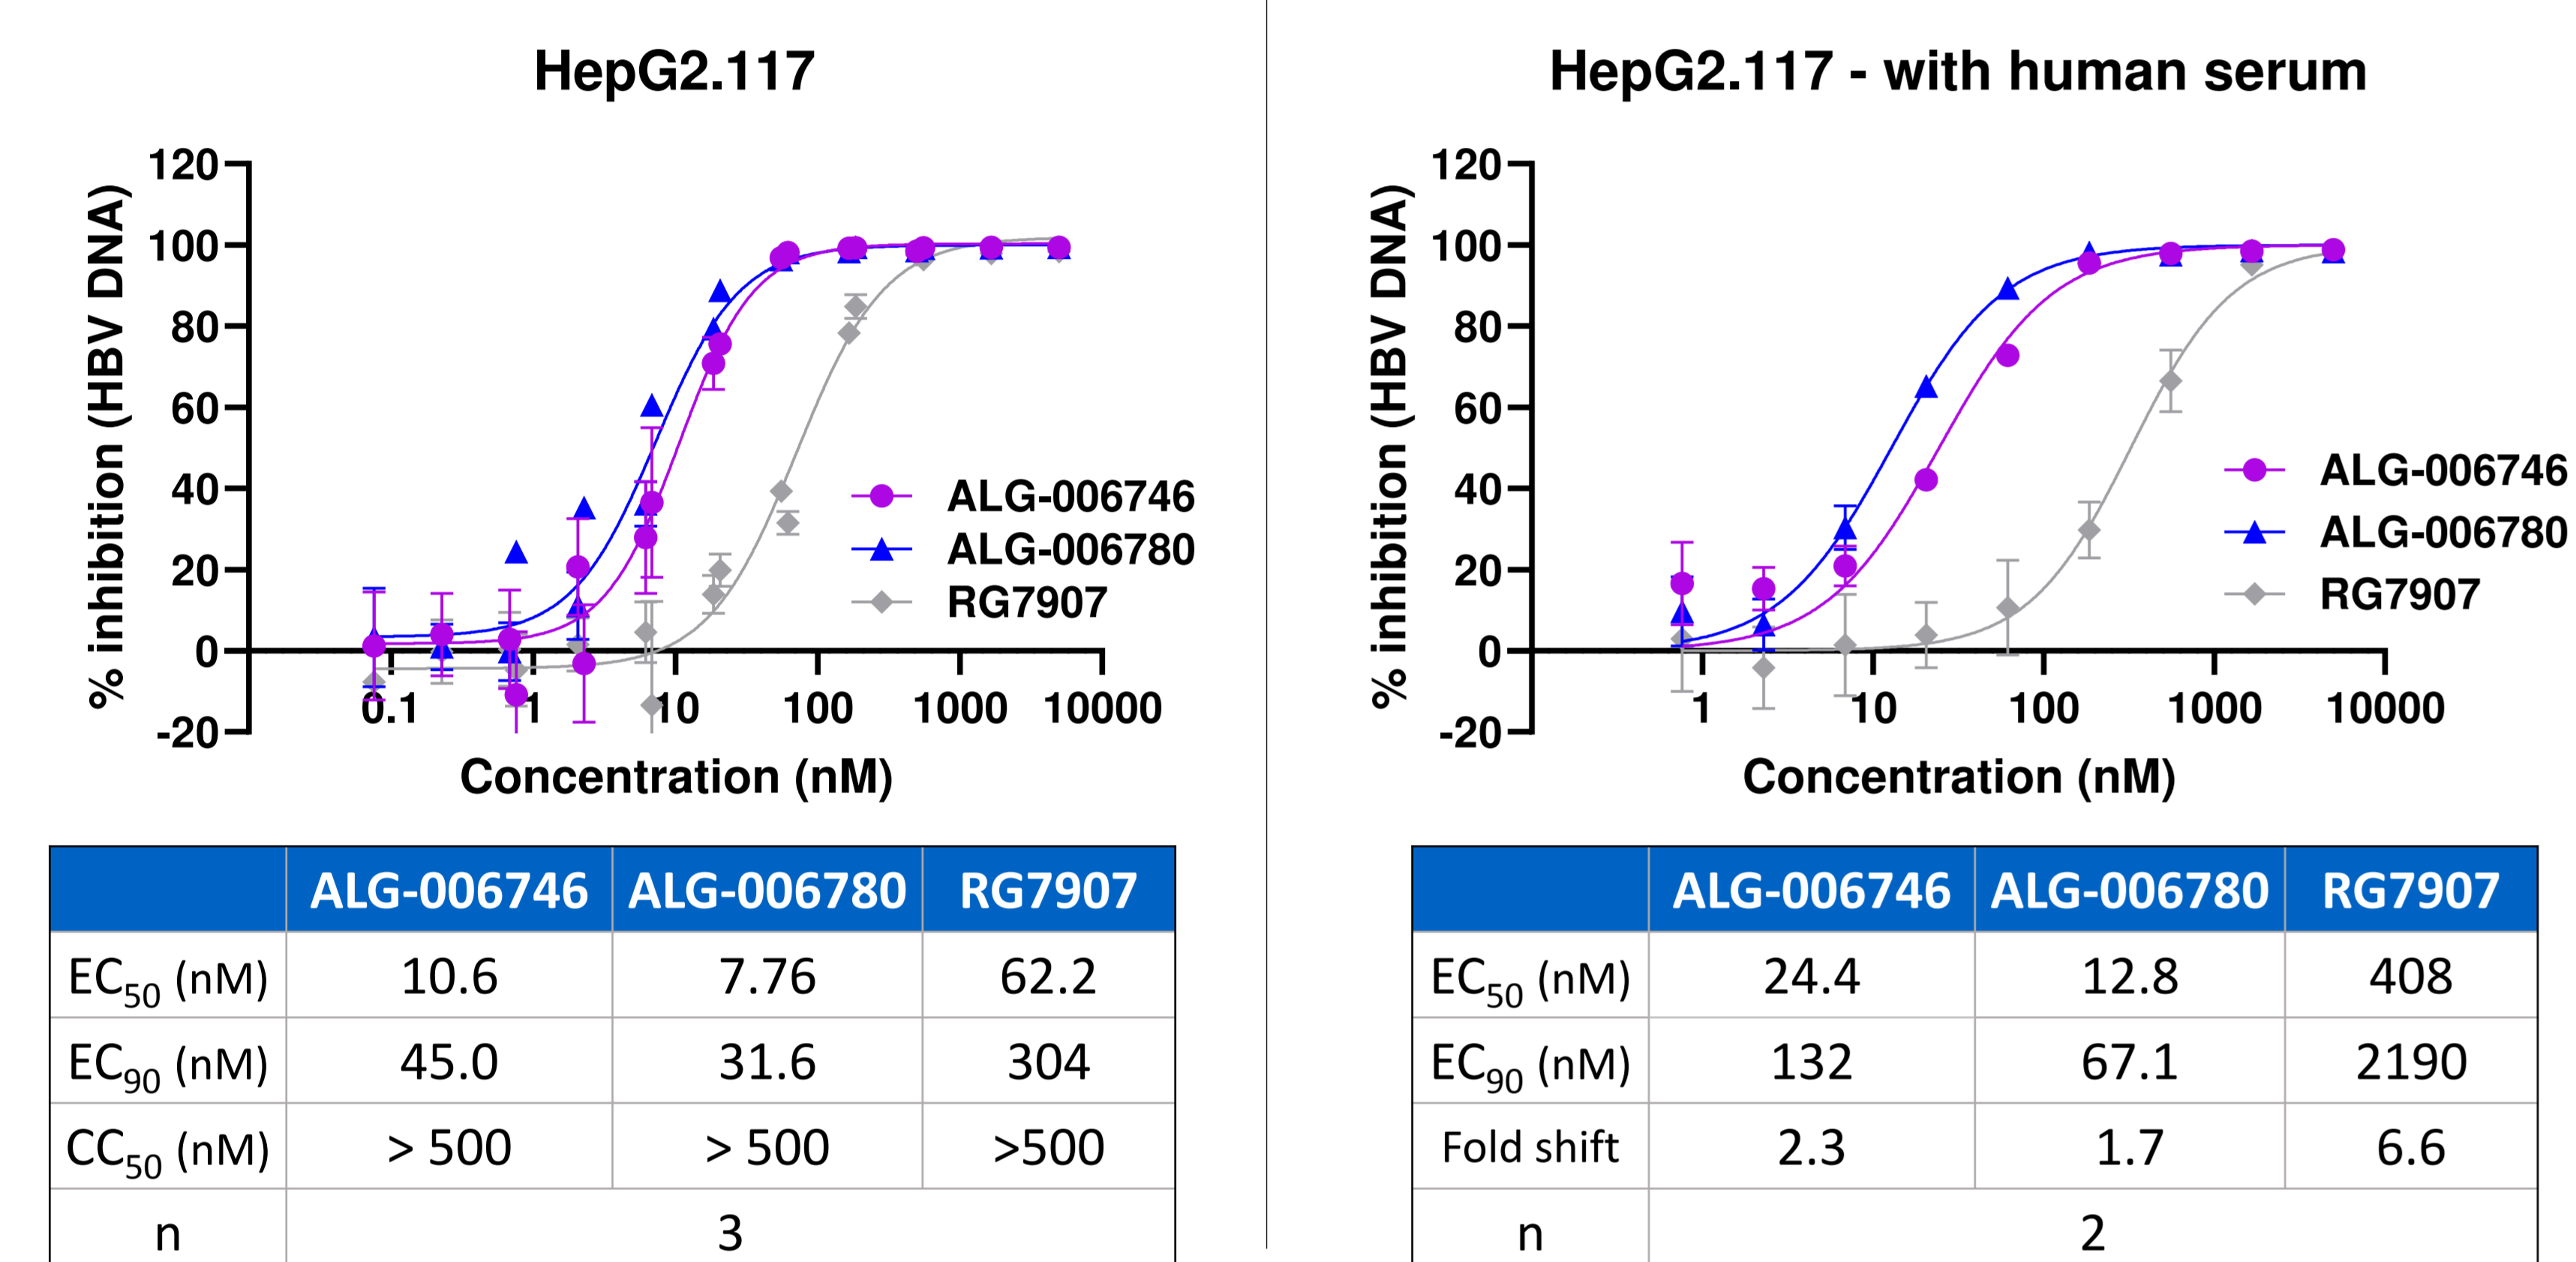 HepG2.117
120
100
80
60
40
20
0
-20
% inhibition (HBV DNA)
0.1 1 10 100 1000 10000
Concentration (nM)
ALG-006746
ALG-006780
RG7907
ALG-006746 ALG-006780 RG7907
EC50 (nM) 10.6 7.76 62.2
EC90 (nM) 45.0 31.6 304
CC50 (nM) > 500 > 500 >500
n 3
HepG2.117 - with human serum
120
100
80
60
40
20
0
-20
% inhibition (HBV DNA)
1 10 100 1000 10000
Concentration (nM)
ALG-006746
ALG-006780
RG7907
ALG-006746 ALG-006780 RG7907
EC50 (nM) 24.4 12.8 408
EC90 (nM) 132 67.1 2190
Fold shift 2.3 1.7 6.6
n 2